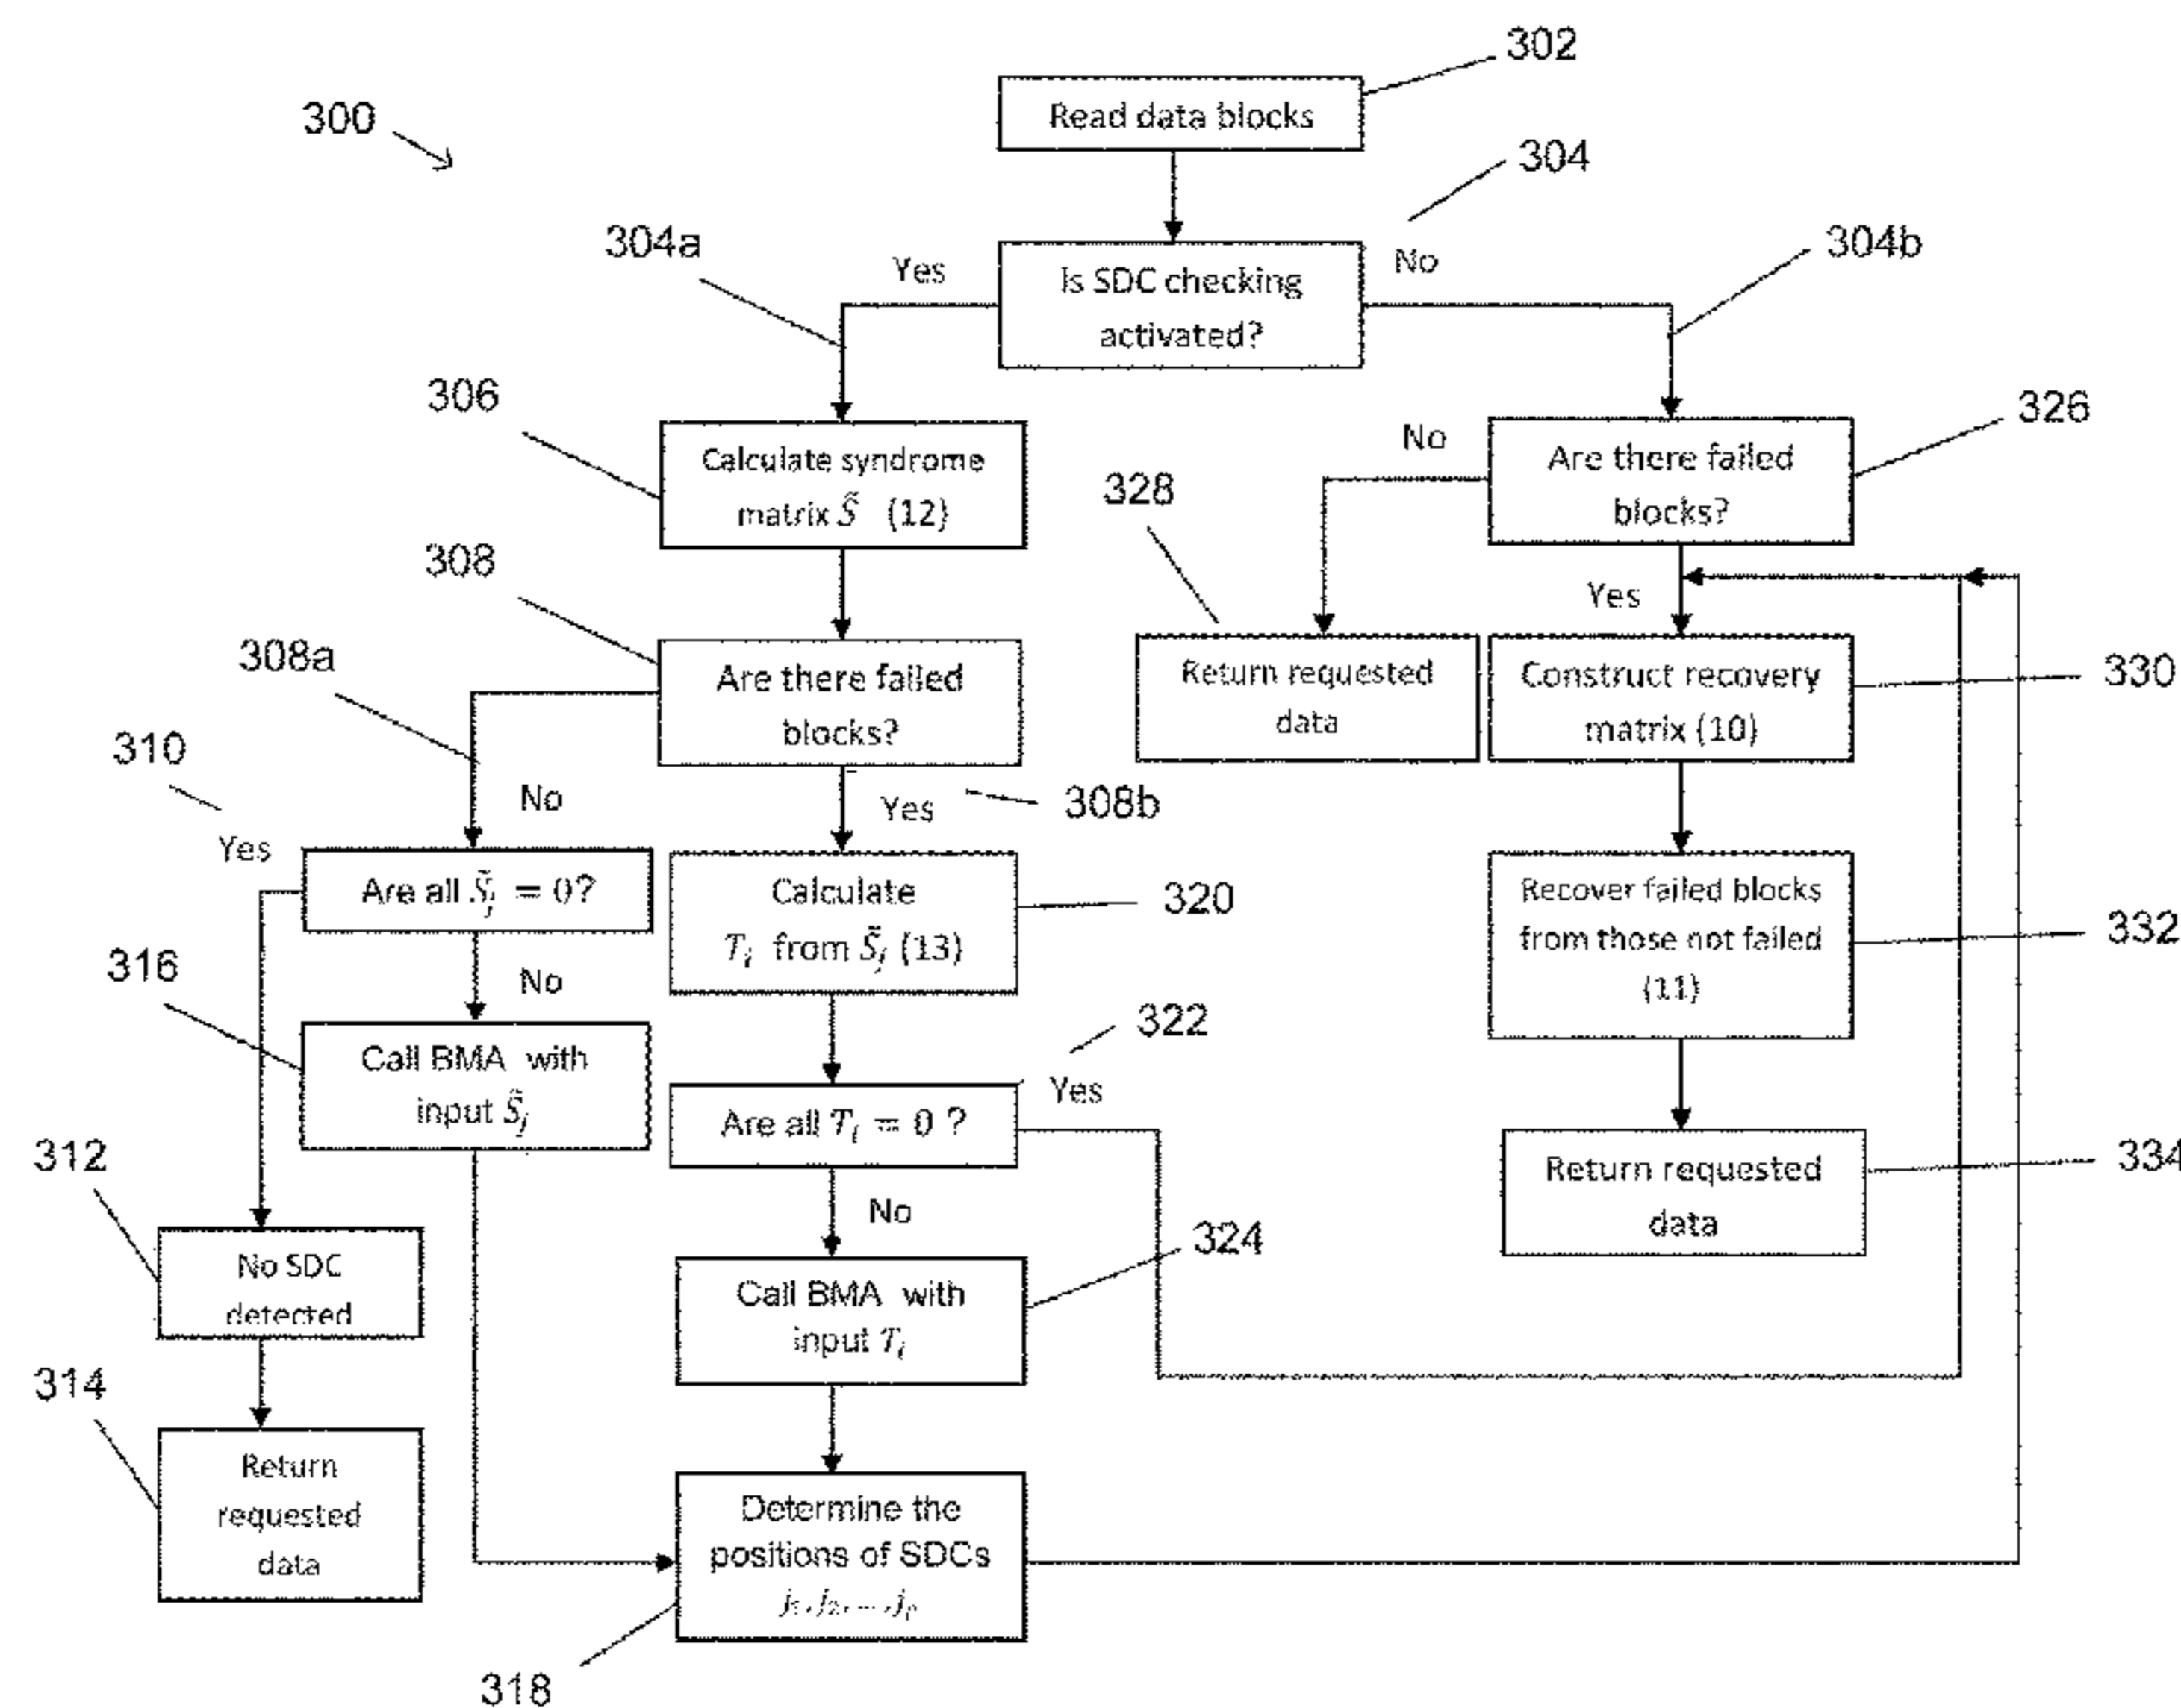 302
Read data blocks
300
304
304a
Yes
Is SDC checking
activated?
No
304b
306
Calculate syndrome
matrix S̃ (12)
No
Are there failed
blocks?
326
328
308
Yes
308a
Are there failed
blocks?
Return requested
data
Construct recovery
matrix (10)
330
310
No
Yes
308b
Yes
Are all S̃j = 0?
Calculate
Ti from S̃j (13)
320
Recover failed blocks
from those not failed
(11)
332
316
No
Call BMA with
input S̃j
322
Are all Ti = 0 ?
Yes
312
No SDC
detected
No
Return requested
data
334
324
Call BMA with
input Ti
314
Return
requested
data
Determine the
positions of SDCs
318